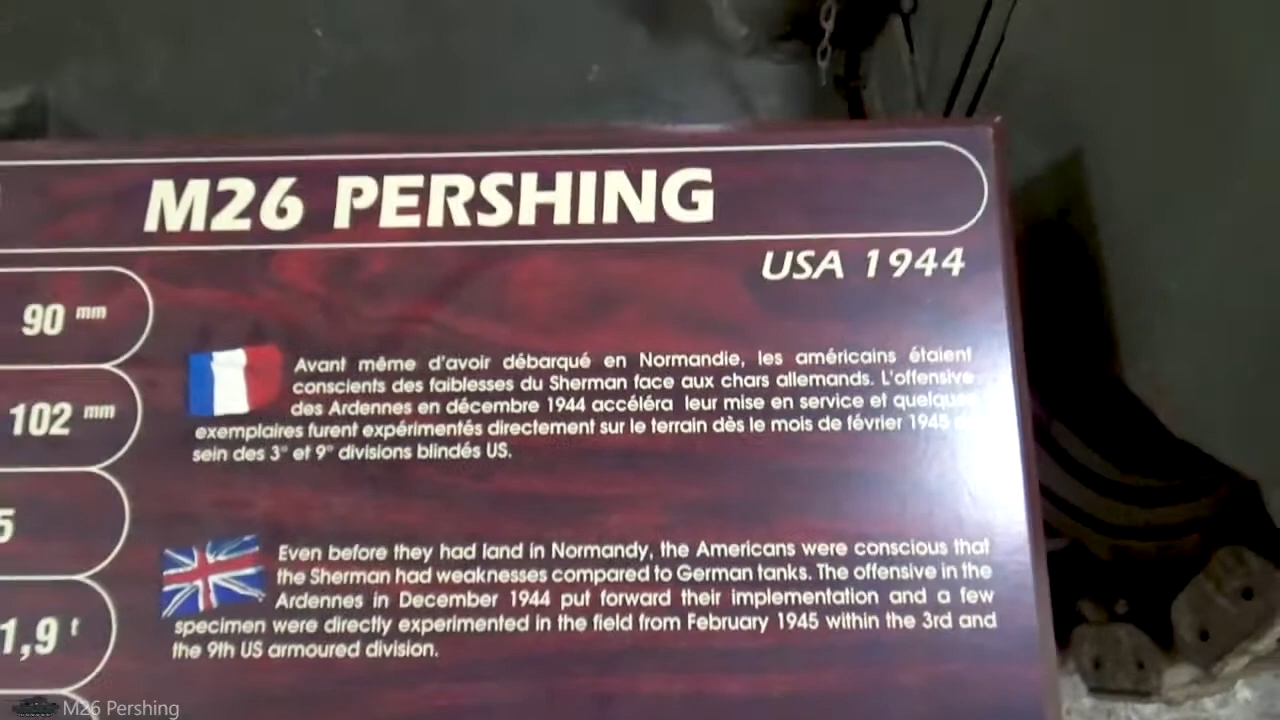 M26 PERSHING
USA 1944
90 mm
102 mm
5
1,9 t
Avant même d'avoir débarqué en Normandie, les américains étaient
conscients des faiblesses du Sherman face aux chars allemands. L'offensive
des Ardennes en décembre 1944 accéléra leur mise en service et quelques
exemplaires furent expérimentés directement sur le terrain dès le mois de février 1945
sein des 3° et 9° divisions blindés US.
Even before they had land in Normandy, the Americans were conscious that
the Sherman had weaknesses compared to German tanks. The offensive in the
Ardennes in December 1944 put forward their implementation and a few
specimen were directly experimented in the field from February 1945 within the 3rd and
the 9th US armoured division.
M26 Pershing